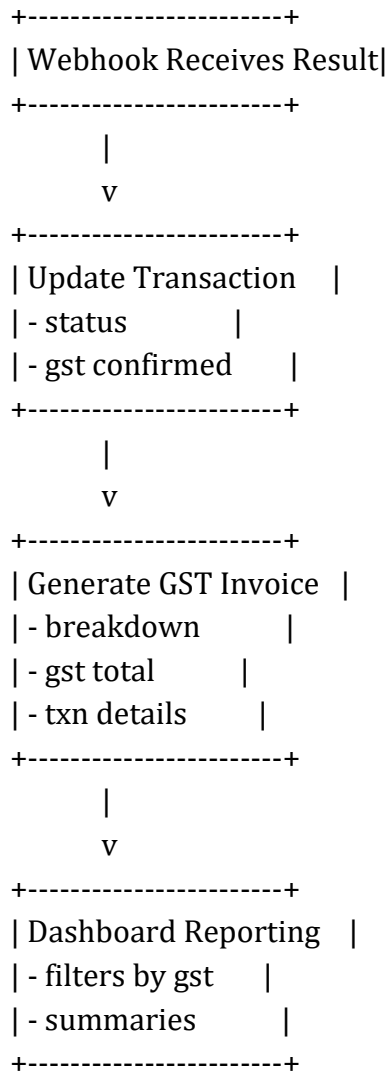 +------------------------+
| Webhook Receives Result|
+------------------------+
|
v
+------------------------+
| Update Transaction |
| - status |
| - gst confirmed |
+------------------------+
|
v
+------------------------+
| Generate GST Invoice |
| - breakdown |
| - gst total |
| - txn details |
+------------------------+
|
v
+------------------------+
| Dashboard Reporting |
| - filters by gst |
| - summaries |
+------------------------+